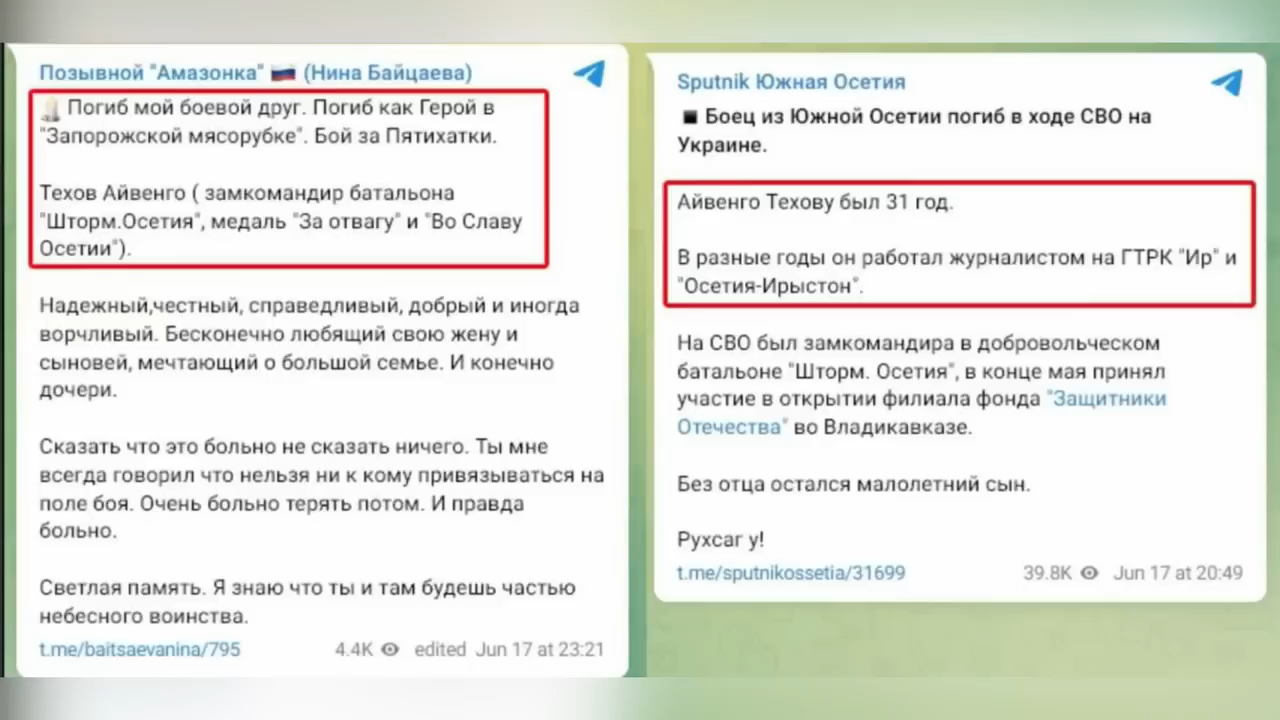 Позывной "Амазонка" 🇷🇺 (Нина Байцаева)
🕯 Погиб мой боевой друг. Погиб как Герой в
"Запорожской мясорубке". Бой за Пятихатки.
Техов Айвенго ( замкомандир батальона
"Шторм.Осетия", медаль "За отвагу" и "Во Славу
Осетии").
Надежный,честный, справедливый, добрый и иногда
ворчливый. Бесконечно любящий свою жену и
сыновей, мечтающий о большой семье. И конечно
дочери.
Сказать что это больно не сказать ничего. Ты мне
всегда говорил что нельзя ни к кому привязываться на
поле боя. Очень больно терять потом. И правда
больно.
Светлая память. Я знаю что ты и там будешь частью
небесного воинства.
t.me/baitsaevanina/795 4.4K edited Jun 17 at 23:21
Sputnik Южная Осетия
◾ Боец из Южной Осетии погиб в ходе СВО на
Украине.
Айвенго Техову был 31 год.
В разные годы он работал журналистом на ГТРК "Ир" и
"Осетия-Ирыстон".
На СВО был замкомандира в добровольческом
батальоне "Шторм. Осетия", в конце мая принял
участие в открытии филиала фонда "Защитники
Отечества" во Владикавказе.
Без отца остался малолетний сын.
Рухсаг у!
t.me/sputnikossetia/31699 39.8K Jun 17 at 20:49